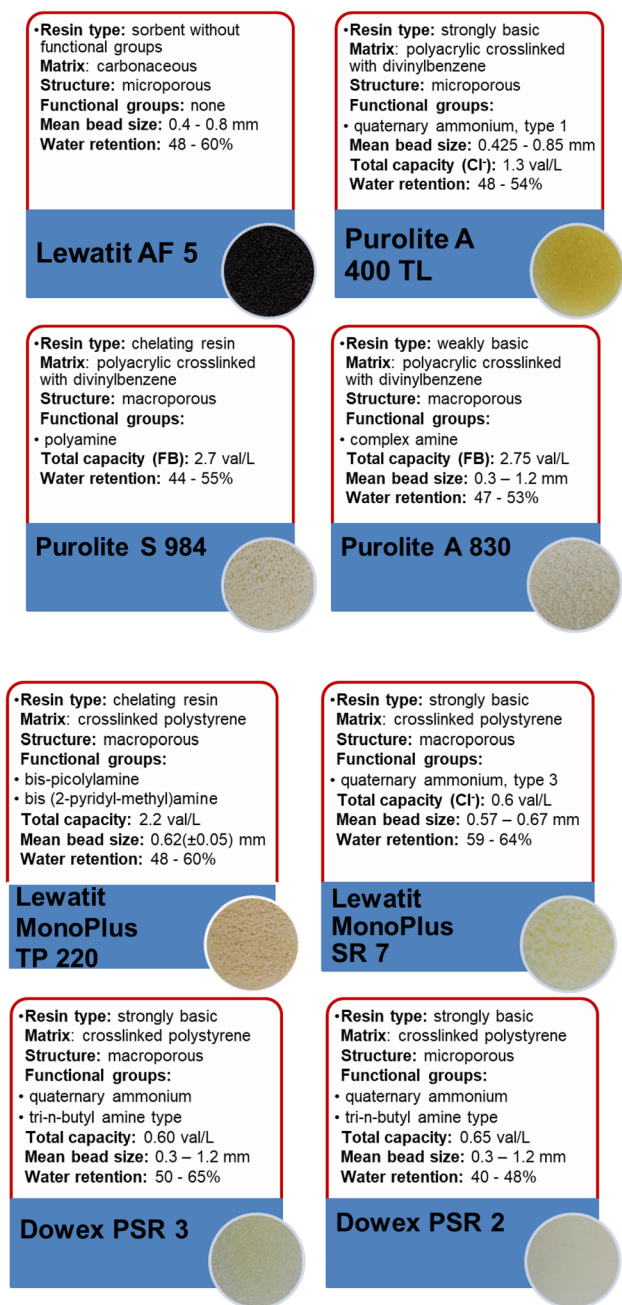 •Resin type: sorbent without
functional groups
Matrix: carbonaceous
Structure: microporous
Functional groups: none
Mean bead size: 0.4 - 0.8 mm
Water retention: 48 - 60%
Lewatit AF 5
•Resin type: strongly basic
Matrix: polyacrylic crosslinked
with divinylbenzene
Structure: microporous
Functional groups:
• quaternary ammonium, type 1
Mean bead size: 0.425 - 0.85 mm
Total capacity (Cl-): 1.3 val/L
Water retention: 48 - 54%
Purolite A
400 TL
•Resin type: chelating resin
Matrix: polyacrylic crosslinked
with divinylbenzene
Structure: macroporous
Functional groups:
• polyamine
Total capacity (FB): 2.7 val/L
Water retention: 44 - 55%
Purolite S 984
•Resin type: weakly basic
Matrix: polyacrylic crosslinked
with divinylbenzene
Structure: macroporous
Functional groups:
• complex amine
Total capacity (FB): 2.75 val/L
Mean bead size: 0.3 – 1.2 mm
Water retention: 47 - 53%
Purolite A 830
•Resin type: chelating resin
Matrix: crosslinked polystyrene
Structure: macroporous
Functional groups:
• bis-picolylamine
• bis (2-pyridyl-methyl)amine
Total capacity: 2.2 val/L
Mean bead size: 0.62(±0.05) mm
Water retention: 48 - 60%
Lewatit
MonoPlus
TP 220
•Resin type: strongly basic
Matrix: crosslinked polystyrene
Structure: macroporous
Functional groups:
• quaternary ammonium, type 3
Total capacity (Cl-): 0.6 val/L
Mean bead size: 0.57 – 0.67 mm
Water retention: 59 - 64%
Lewatit
MonoPlus
SR 7
•Resin type: strongly basic
Matrix: crosslinked polystyrene
Structure: macroporous
Functional groups:
• quaternary ammonium
• tri-n-butyl amine type
Total capacity: 0.60 val/L
Mean bead size: 0.3 – 1.2 mm
Water retention: 50 - 65%
Dowex PSR 3
•Resin type: strongly basic
Matrix: crosslinked polystyrene
Structure: microporous
Functional groups:
• quaternary ammonium
• tri-n-butyl amine type
Total capacity: 0.65 val/L
Mean bead size: 0.3 – 1.2 mm
Water retention: 40 - 48%
Dowex PSR 2